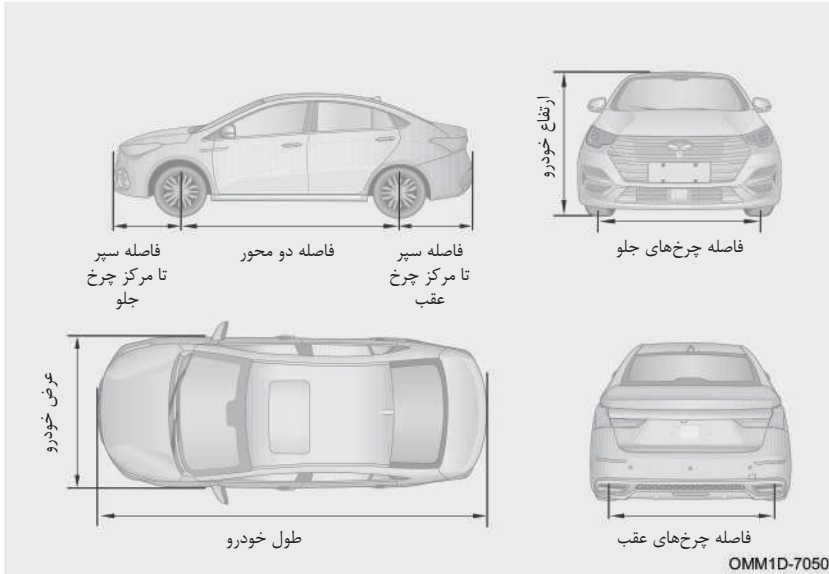 ارتفاع خودرو
فاصله چرخ‌های جلو
فاصله سپر
تا مرکز چرخ
عقب
فاصله دو محور
فاصله سپر
تا مرکز چرخ
جلو
عرض خودرو
طول خودرو
فاصله چرخ‌های عقب
OMM1D-7050